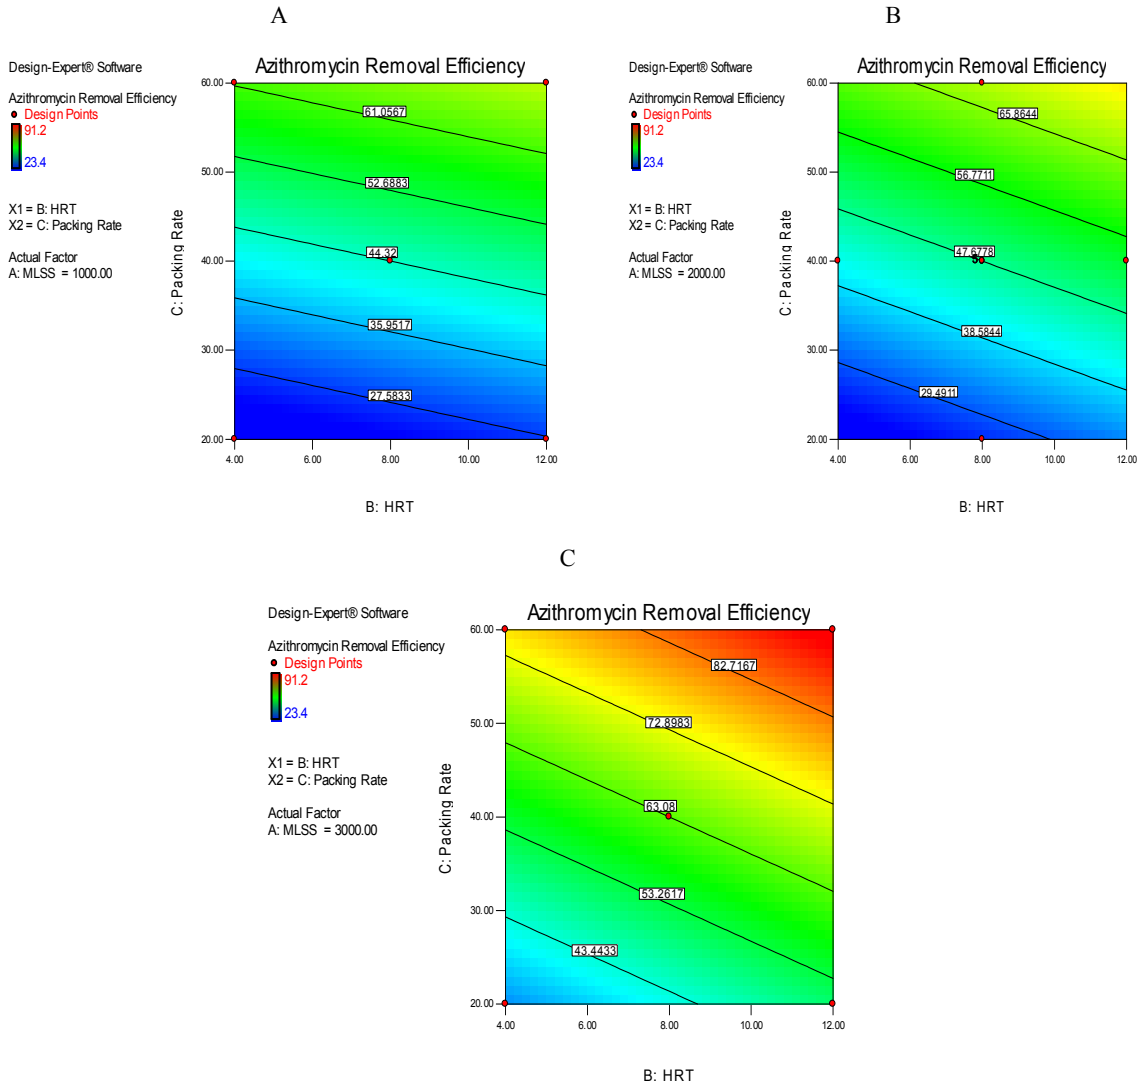 A
Design-Expert® Software
Azithromycin Removal Efficiency
Design Points
91.2
23.4
X1 = B: HRT
X2 = C: Packing Rate
Actual Factor
A: MLSS = 1000.00
Azithromycin Removal Efficiency
C: Packing Rate
60.00
50.00
40.00
30.00
20.00
61.0567
52.6883
44.32
35.9517
27.5833
4.00 6.00 8.00 10.00 12.00
B: HRT
B
Design-Expert® Software
Azithromycin Removal Efficiency
Design Points
91.2
23.4
X1 = B: HRT
X2 = C: Packing Rate
Actual Factor
A: MLSS = 2000.00
Azithromycin Removal Efficiency
C: Packing Rate
60.00
50.00
40.00
30.00
20.00
65.8644
56.7711
47.6778
5
38.5844
29.4911
4.00 6.00 8.00 10.00 12.00
B: HRT
C
Design-Expert® Software
Azithromycin Removal Efficiency
Design Points
91.2
23.4
X1 = B: HRT
X2 = C: Packing Rate
Actual Factor
A: MLSS = 3000.00
Azithromycin Removal Efficiency
C: Packing Rate
60.00
50.00
40.00
30.00
20.00
82.7167
72.8983
63.08
53.2617
43.4433
4.00 6.00 8.00 10.00 12.00
B: HRT